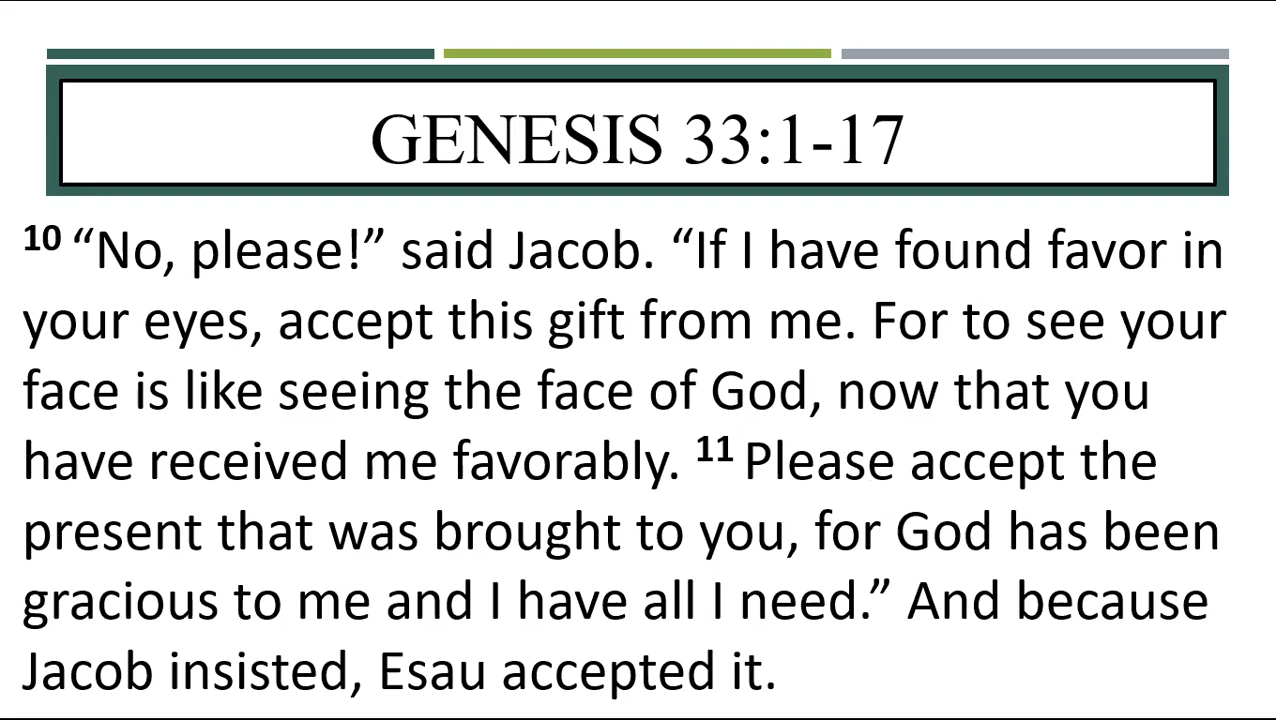 GENESIS 33:1-17
10 “No, please!” said Jacob. “If I have found favor in
your eyes, accept this gift from me. For to see your
face is like seeing the face of God, now that you
have received me favorably. 11 Please accept the
present that was brought to you, for God has been
gracious to me and I have all I need.” And because
Jacob insisted, Esau accepted it.